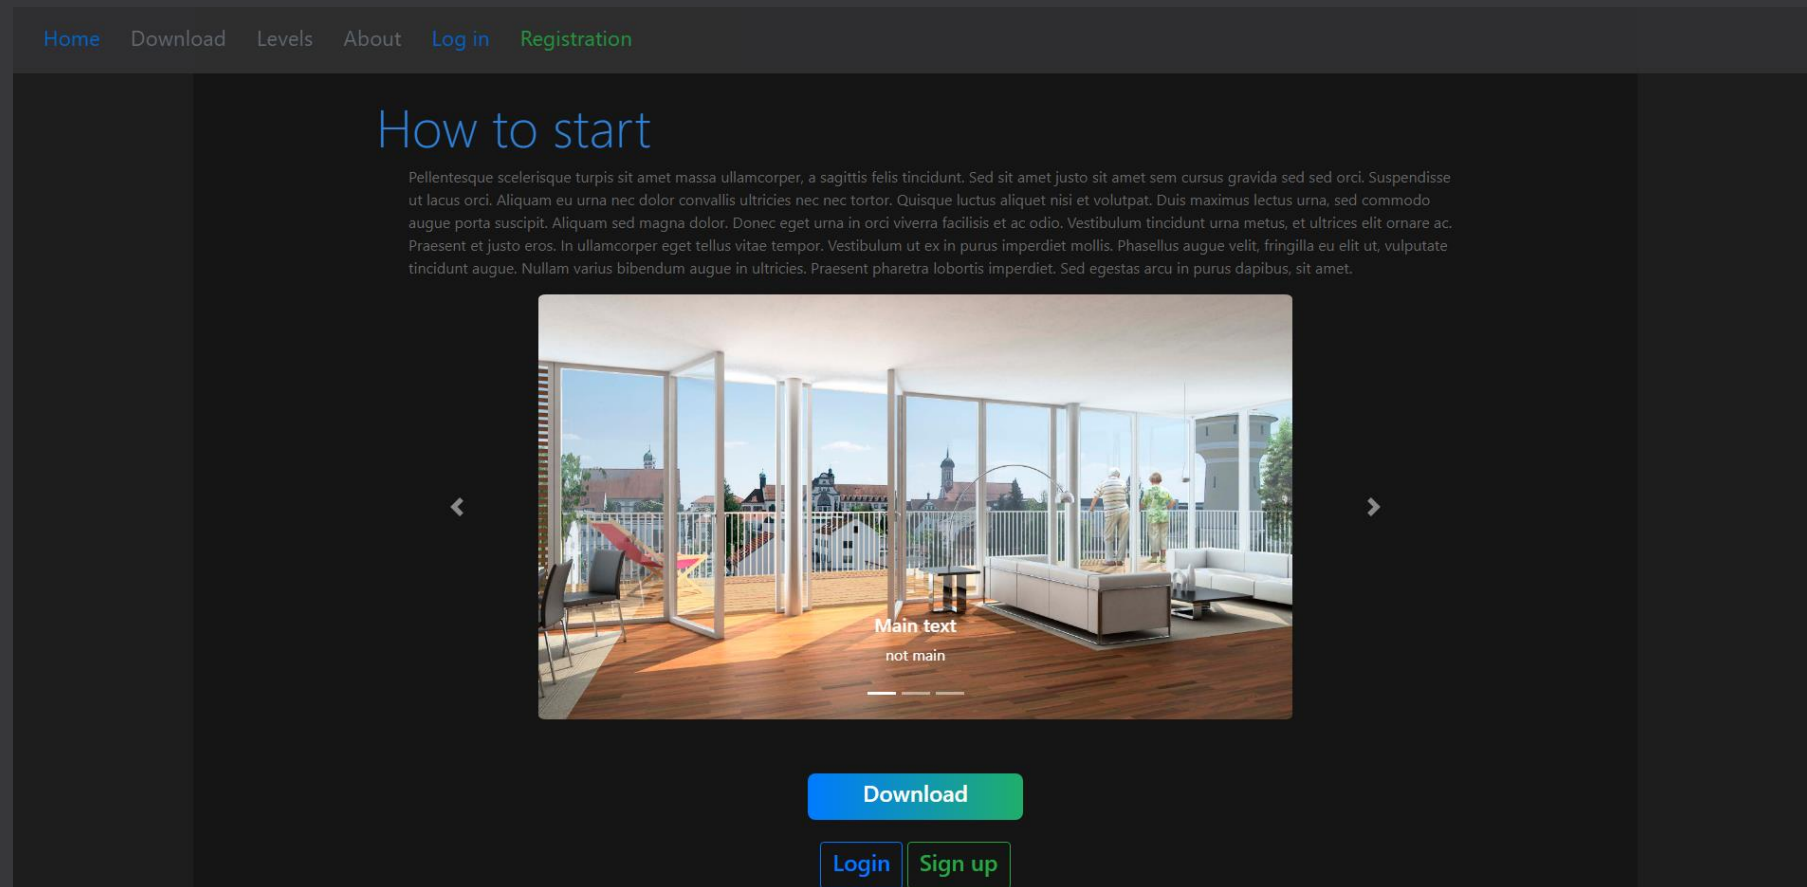 Home Download Levels About Log in Registration
How to start
Pellentesque scelerisque turpis sit amet massa ullamcorper, a sagittis felis tincidunt. Sed sit amet justo sit amet sem cursus gravida sed sed orci. Suspendisse
ut lacus orci. Aliquam eu urna nec dolor convallis ultricies nec nec tortor. Quisque luctus aliquet nisi et volutpat. Duis maximus lectus urna, sed commodo
augue porta suscipit. Aliquam sed magna dolor. Donec eget urna in orci viverra facilisis et ac odio. Vestibulum tincidunt urna metus, et ultrices elit ornare ac.
Praesent et justo eros. In ullamcorper eget tellus vitae tempor. Vestibulum ut ex in purus imperdiet mollis. Phasellus augue velit, fringilla eu elit ut, vulputate
tincidunt augue. Nullam varius bibendum augue in ultricies. Praesent pharetra lobortis imperdiet. Sed egestas arcu in purus dapibus, sit amet.
Main text
not main
Download
Login Sign up